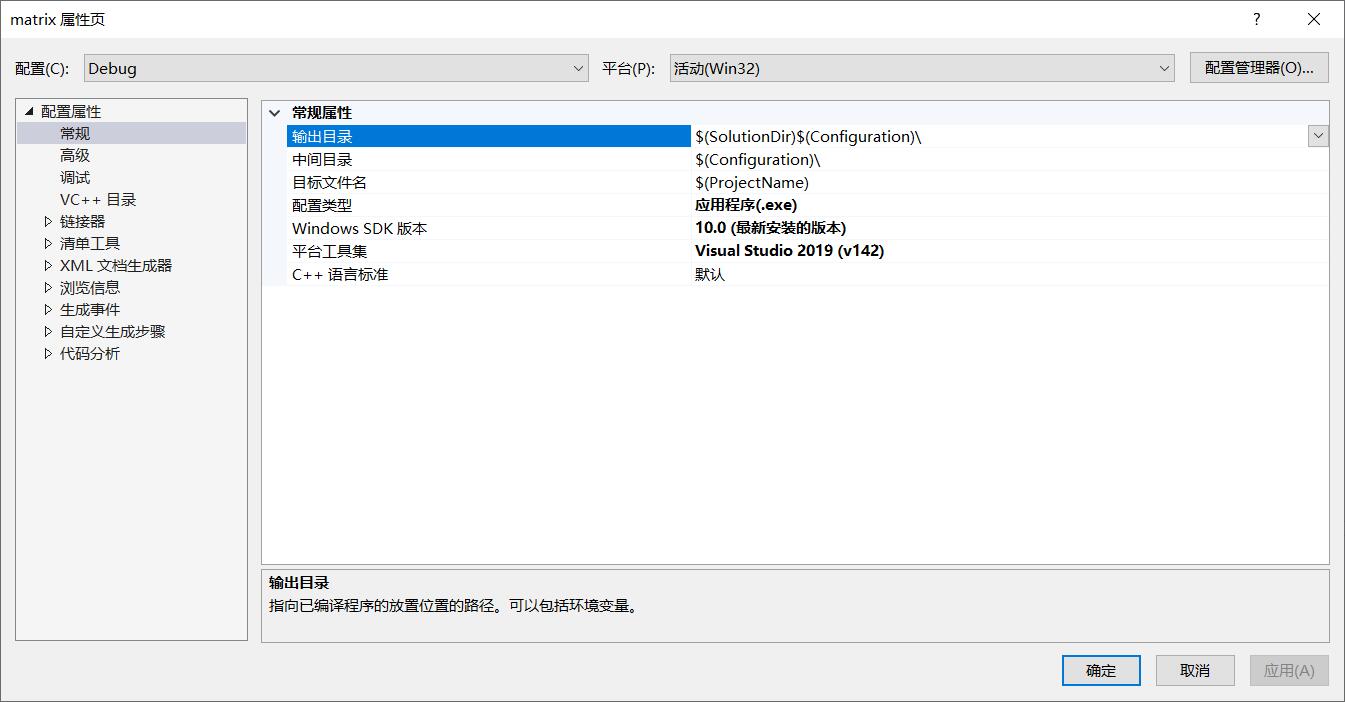 matrix 属性页
?
配置(C): Debug 平台(P): 活动(Win32) 配置管理器(O)...
配置属性
常规
高级
调试
VC++ 目录
链接器
清单工具
XML 文档生成器
浏览信息
生成事件
自定义生成步骤
代码分析
常规属性
输出目录 $(SolutionDir)$(Configuration)\
中间目录 $(Configuration)\
目标文件名 $(ProjectName)
配置类型 应用程序(.exe)
Windows SDK 版本 10.0 (最新安装的版本)
平台工具集 Visual Studio 2019 (v142)
C++ 语言标准 默认
输出目录
指向已编译程序的放置位置的路径。可以包括环境变量。
确定 取消 应用(A)